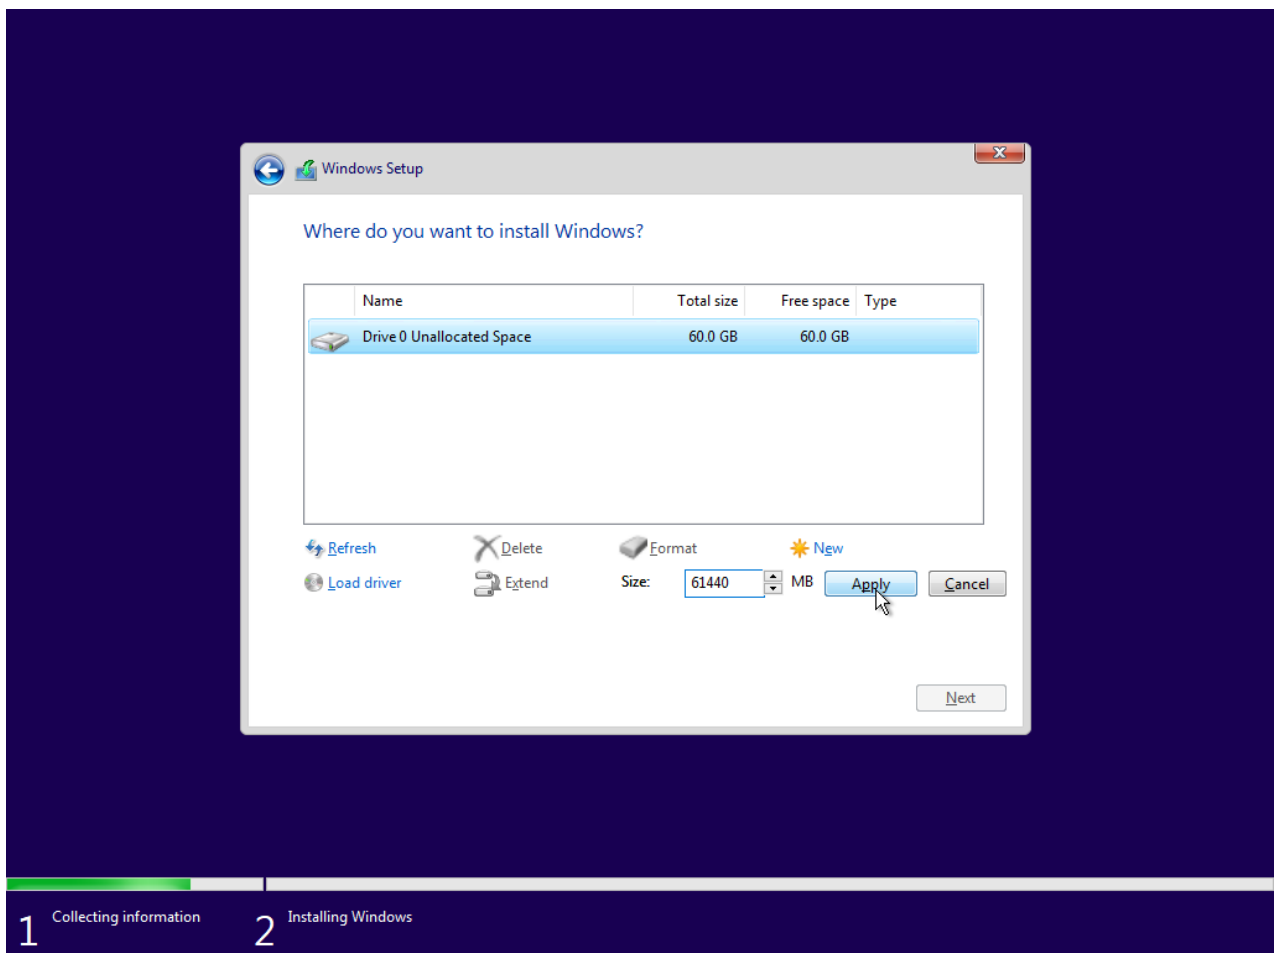 Windows Setup
Where do you want to install Windows?
Name Total size Free space Type
Drive 0 Unallocated Space 60.0 GB 60.0 GB
Refresh Delete Format New
Load driver Extend Size: 61440 MB Apply Cancel
Next
1 Collecting information 2 Installing Windows